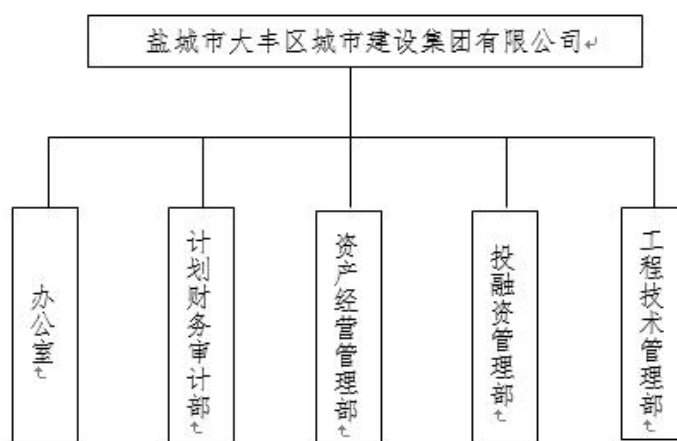 盐城市大丰区城市建设集团有限公司
办公室
计划财务审计部
资产经营管理部
投融资管理部
工程技术管理部